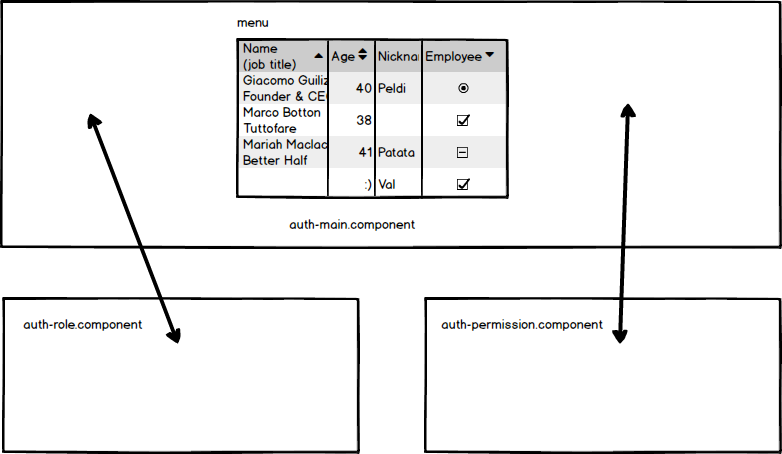 menu
Name
(job title) Age Nickna Employee
Giacomo Guiliz
Founder & CE
40 Peldi
Marco Botton
Tuttofare
38
Mariah Maclac
Better Half
41 Patata
:) Val
auth-main.component
auth-role.component
auth-permission.component